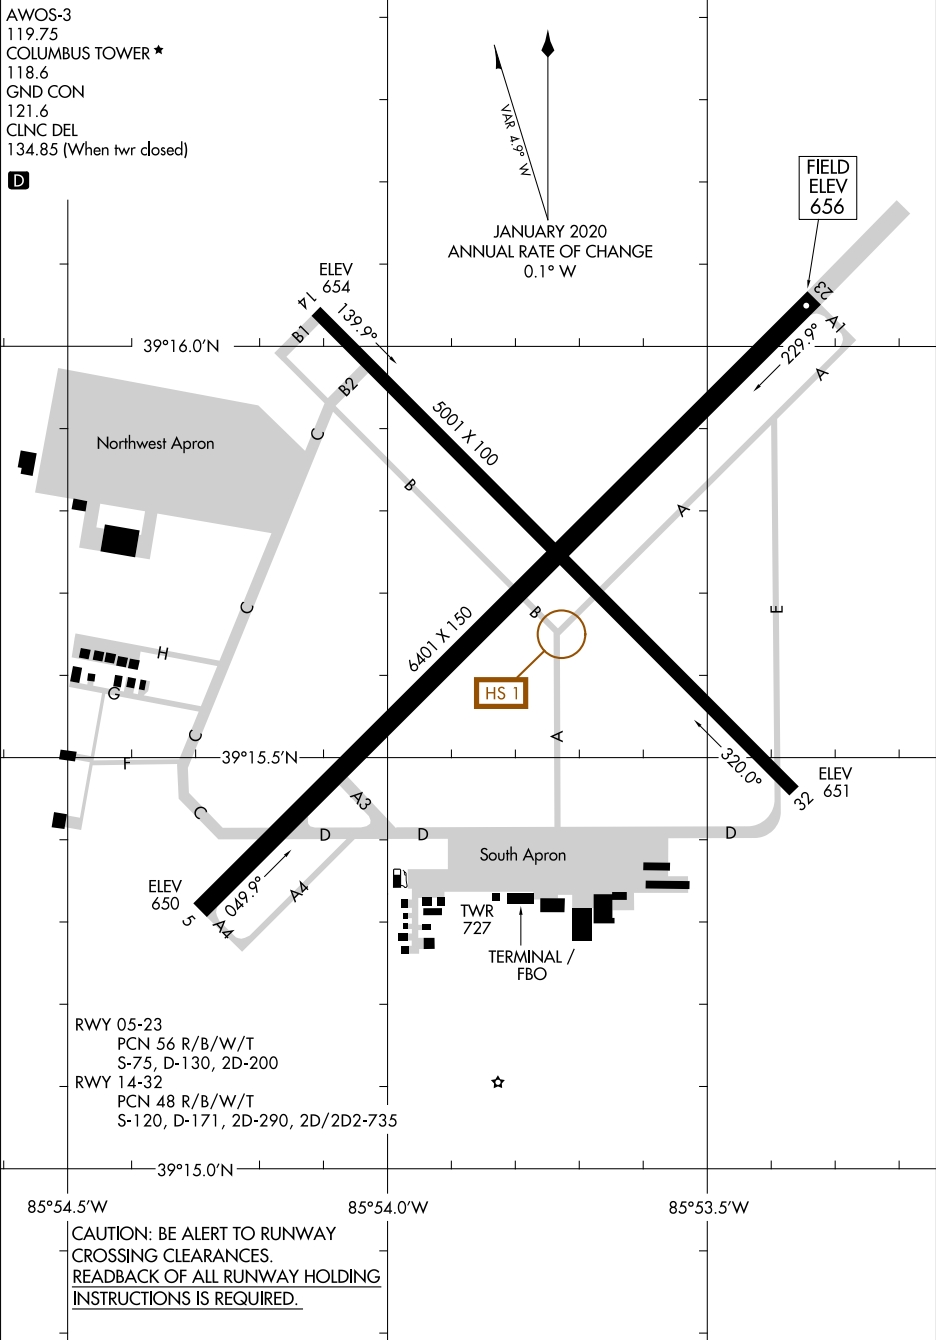 AWOS-3
119.75
COLUMBUS TOWER ★
118.6
GND CON
121.6
CLNC DEL
134.85 (When twr closed)
D
VAR 4.9° W
JANUARY 2020
ANNUAL RATE OF CHANGE
0.1° W
FIELD
ELEV
656
ELEV
654
14
139.9°
23
A1
229.9°
B1
39°16.0'N
A
B2
5001 X 100
C
Northwest Apron
B
A
C
B
E
6401 X 150
H
HS 1
G
C
A
F
39°15.5'N
320.0°
ELEV
651
32
A3
C
D
D
D
South Apron
ELEV
650
049.9°
A4
5
A4
TWR
727
TERMINAL /
FBO
RWY 05-23
PCN 56 R/B/W/T
S-75, D-130, 2D-200
RWY 14-32
PCN 48 R/B/W/T
S-120, D-171, 2D-290, 2D/2D2-735
39°15.0'N
85°54.5'W
85°54.0'W
85°53.5'W
CAUTION: BE ALERT TO RUNWAY
CROSSING CLEARANCES.
READBACK OF ALL RUNWAY HOLDING
INSTRUCTIONS IS REQUIRED.